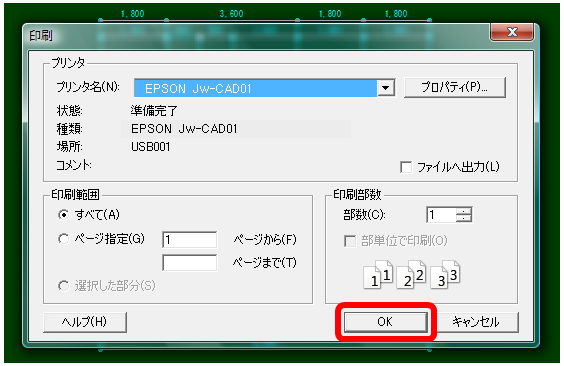 1,800 3,600 1,800 1,800
印刷
プリンタ
プリンタ名(N): EPSON Jw-CAD01 プロパティ(P)...
状態: 準備完了
種類: EPSON Jw-CAD01
場所: USB001
コメント: ファイルへ出力(L)
印刷範囲
すべて(A)
ページ指定(G) 1 ページから(F)
ページまで(T)
選択した部分(S)
印刷部数
部数(C): 1
部単位で印刷(O)
1 1 2 2 3 3
ヘルプ(H) OK キャンセル